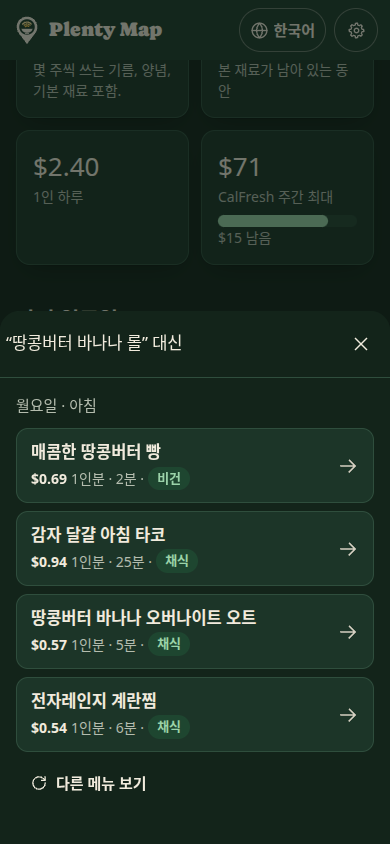 Plenty Map
한국어
몇 주씩 쓰는 기름, 양념,
기본 재료 포함.
본 재료가 남아 있는 동
안
$2.40
1인 하루
$71
CalFresh 주간 최대
$15 남음
“땅콩버터 바나나 롤” 대신
월요일 · 아침
매콤한 땅콩버터 빵
$0.69 1인분 · 2분 · 비건
감자 달걀 아침 타코
$0.94 1인분 · 25분 · 채식
땅콩버터 바나나 오버나이트 오트
$0.57 1인분 · 5분 · 채식
전자레인지 계란찜
$0.54 1인분 · 6분 · 채식
다른 메뉴 보기